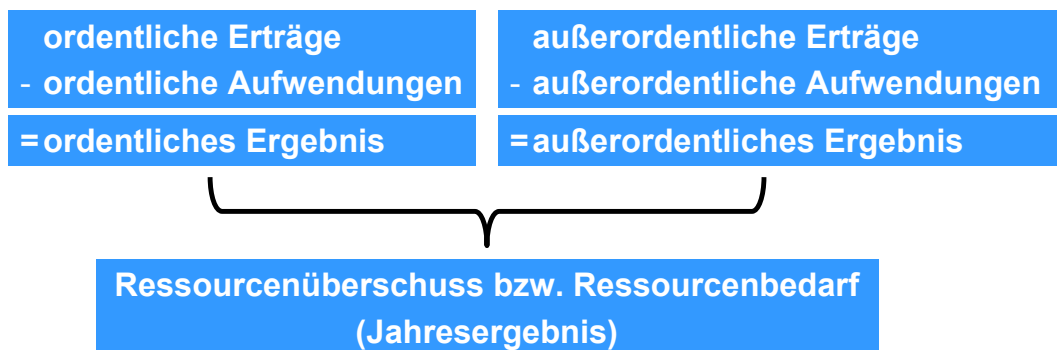 ordentliche Erträge
- ordentliche Aufwendungen
= ordentliches Ergebnis
außerordentliche Erträge
- außerordentliche Aufwendungen
= außerordentliches Ergebnis
Ressourcenüberschuss bzw. Ressourcenbedarf
(Jahresergebnis)